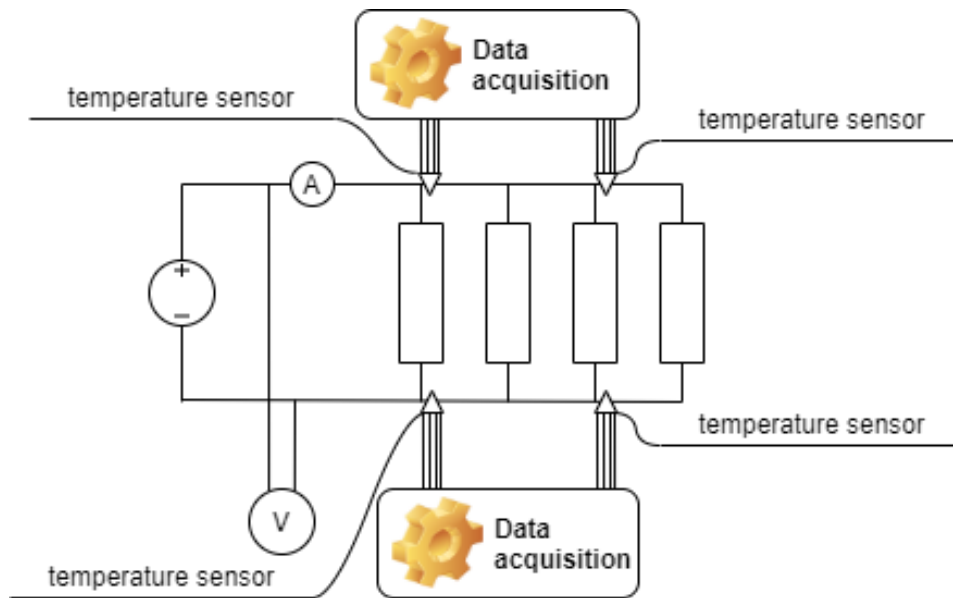 Data
acquisition
temperature sensor
temperature sensor
A
+
−
temperature sensor
V
Data
acquisition
temperature sensor